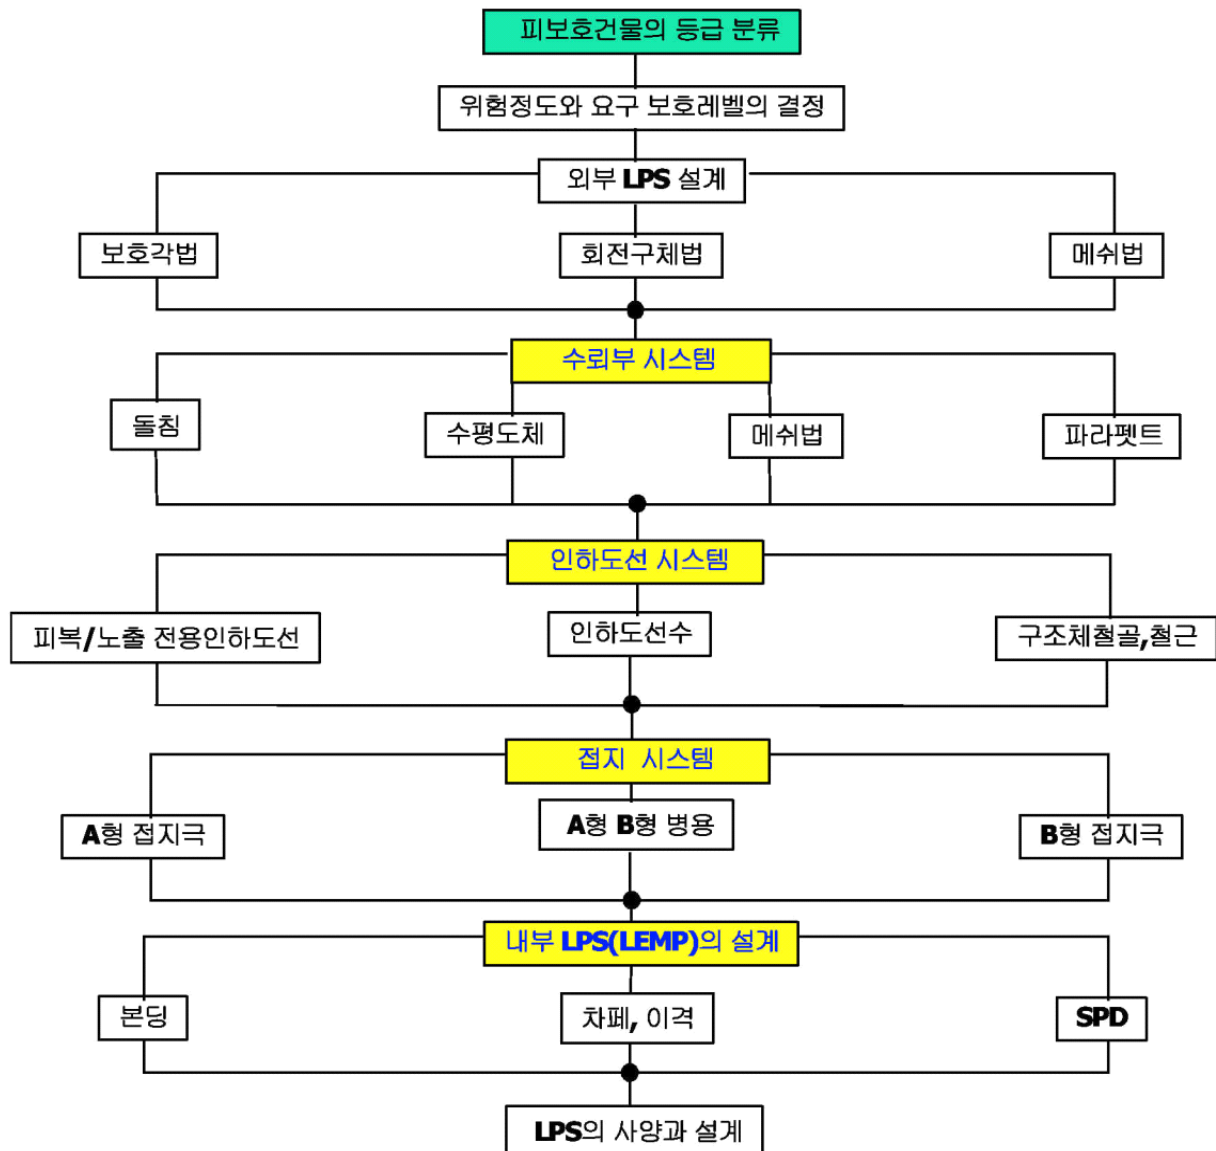 피보호건물의 등급 분류
위험정도와 요구 보호레벨의 결정
외부 LPS 설계
보호각법
회전구체법
메쉬법
수뢰부 시스템
돌침
수평도체
메쉬법
파라펫트
인하도선 시스템
피복/노출 전용인하도선
인하도선수
구조체철골,철근
접지 시스템
A형 접지극
A형 B형 병용
B형 접지극
내부 LPS(LEMP)의 설계
본딩
차폐, 이격
SPD
LPS의 사양과 설계